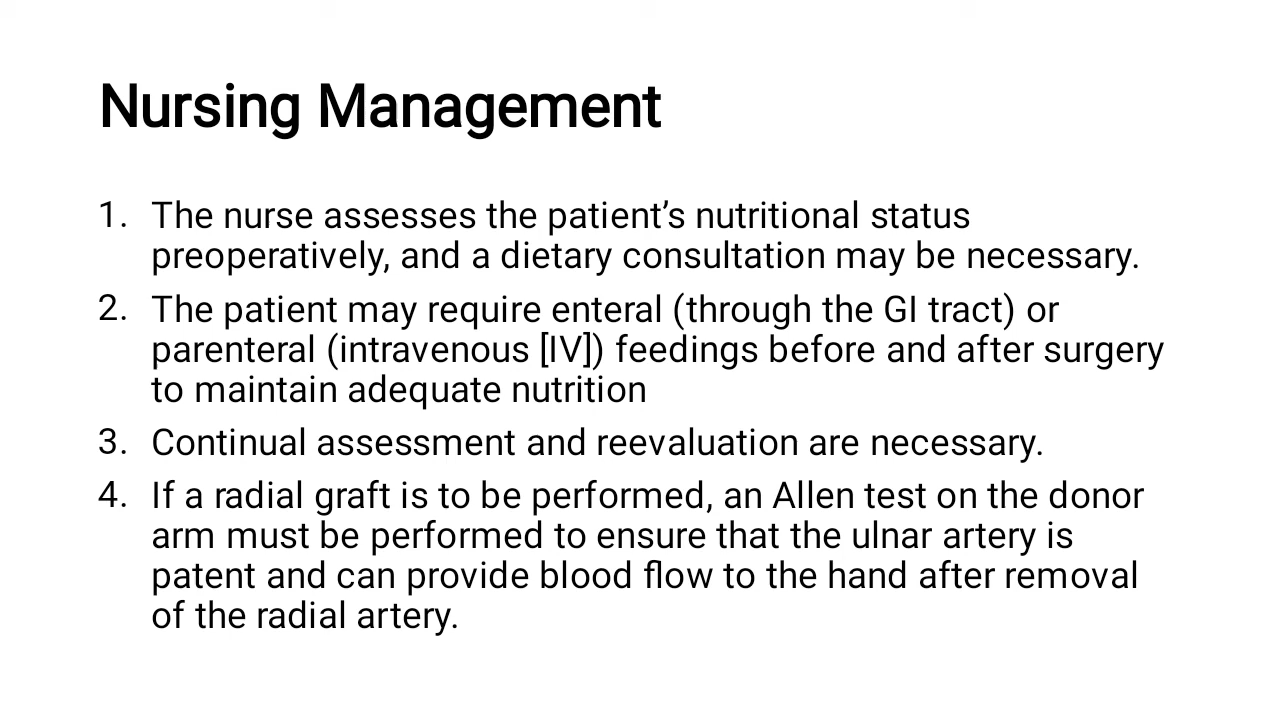 Nursing Management
1. The nurse assesses the patient’s nutritional status
preoperatively, and a dietary consultation may be necessary.
2. The patient may require enteral (through the GI tract) or
parenteral (intravenous [IV]) feedings before and after surgery
to maintain adequate nutrition
3. Continual assessment and reevaluation are necessary.
4. If a radial graft is to be performed, an Allen test on the donor
arm must be performed to ensure that the ulnar artery is
patent and can provide blood flow to the hand after removal
of the radial artery.